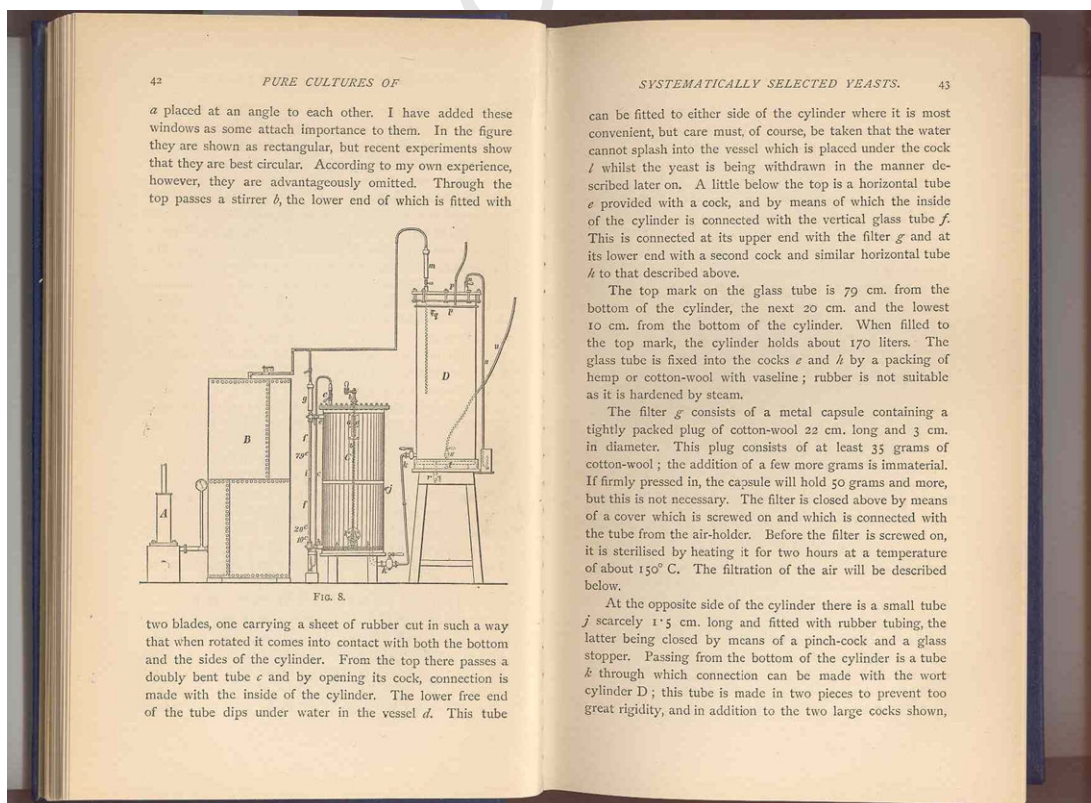 42 PURE CULTURES OF
a placed at an angle to each other. I have added these
windows as some attach importance to them. In the figure
they are shown as rectangular, but recent experiments show
that they are best circular. According to my own experience,
however, they are advantageously omitted. Through the
top passes a stirrer b, the lower end of which is fitted with
m
p
D
u
s
B
g
f
79c
i
f
20c
10c
A
C
c
j
k
t
r
FIG. 8.
two blades, one carrying a sheet of rubber cut in such a way
that when rotated it comes into contact with both the bottom
and the sides of the cylinder. From the top there passes a
doubly bent tube c and by opening its cock, connection is
made with the inside of the cylinder. The lower free end
of the tube dips under water in the vessel d. This tube
SYSTEMATICALLY SELECTED YEASTS. 43
can be fitted to either side of the cylinder where it is most
convenient, but care must, of course, be taken that the water
cannot splash into the vessel which is placed under the cock
l whilst the yeast is being withdrawn in the manner de-
scribed later on. A little below the top is a horizontal tube
e provided with a cock, and by means of which the inside
of the cylinder is connected with the vertical glass tube f.
This is connected at its upper end with the filter g and at
its lower end with a second cock and similar horizontal tube
h to that described above.
The top mark on the glass tube is 79 cm. from the
bottom of the cylinder, the next 20 cm. and the lowest
10 cm. from the bottom of the cylinder. When filled to
the top mark, the cylinder holds about 170 liters. The
glass tube is fixed into the cocks e and h by a packing of
hemp or cotton-wool with vaseline ; rubber is not suitable
as it is hardened by steam.
The filter g consists of a metal capsule containing a
tightly packed plug of cotton-wool 22 cm. long and 3 cm.
in diameter. This plug consists of at least 35 grams of
cotton-wool ; the addition of a few more grams is immaterial.
If firmly pressed in, the capsule will hold 50 grams and more,
but this is not necessary. The filter is closed above by means
of a cover which is screwed on and which is connected with
the tube from the air-holder. Before the filter is screwed on,
it is sterilised by heating it for two hours at a temperature
of about 150° C. The filtration of the air will be described
below.
At the opposite side of the cylinder there is a small tube
j scarcely 1·5 cm. long and fitted with rubber tubing, the
latter being closed by means of a pinch-cock and a glass
stopper. Passing from the bottom of the cylinder is a tube
k through which connection can be made with the wort
cylinder D ; this tube is made in two pieces to prevent too
great rigidity, and in addition to the two large cocks shown,